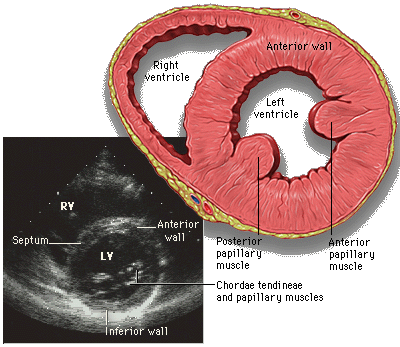 Anterior wall
Right
ventricle
Left
ventricle
RV
Anterior
wall
Septum
LV
Posterior
papillary
muscle
Anterior
papillary
muscle
Chordae tendineae
and papillary muscles
Inferior wall